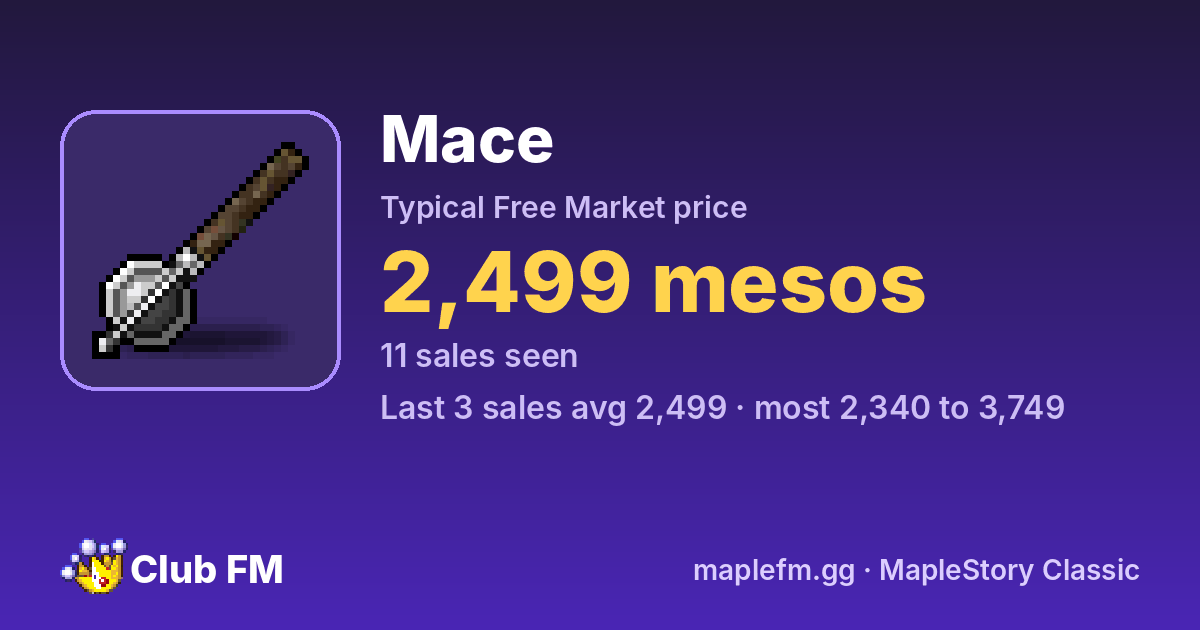 Mace
Typical Free Market price
2,499 mesos
11 sales seen
Last 3 sales avg 2,499 · most 2,340 to 3,749
Club FM
maplefm.gg · MapleStory Classic